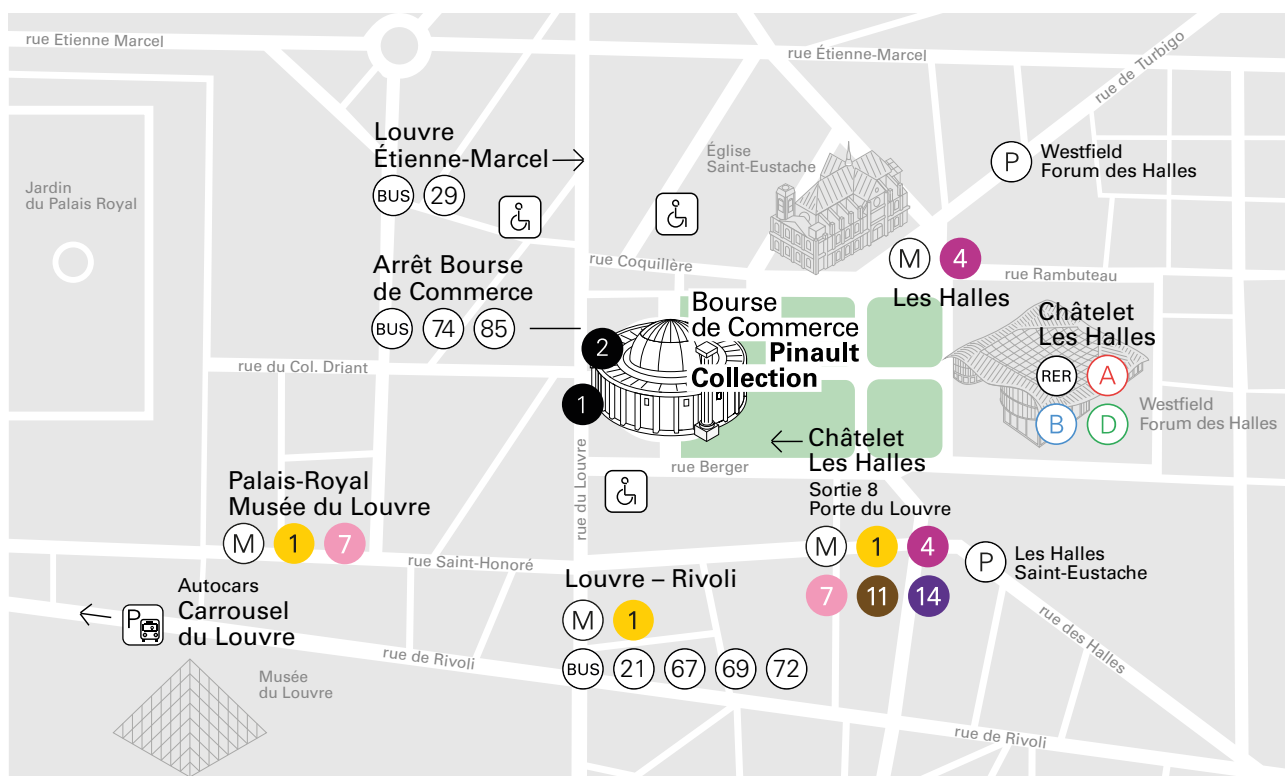 rue Etienne Marcel
rue Étienne-Marcel
rue de Turbigo
Louvre
Étienne-Marcel
BUS 29
Église
Saint-Eustache
P
Westfield
Forum des Halles
Jardin
du Palais Royal
Arrêt Bourse
de Commerce
BUS 74 85
rue Coquillère
M 4
Les Halles
rue Rambuteau
Bourse
de Commerce
Pinault
Collection
2
1
Châtelet
Les Halles
RER A
B D
Westfield
Forum des Halles
rue du Col. Driant
rue du Louvre
rue Berger
Châtelet
Les Halles
Sortie 8
Porte du Louvre
M 1 4
7 11 14
Palais-Royal
Musée du Louvre
M 1 7
rue Saint-Honoré
P
Les Halles
Saint-Eustache
rue des Halles
Autocars
Carrousel
du Louvre
P
Louvre – Rivoli
M 1
BUS 21 67 69 72
rue de Rivoli
Musée
du Louvre
rue de Rivoli